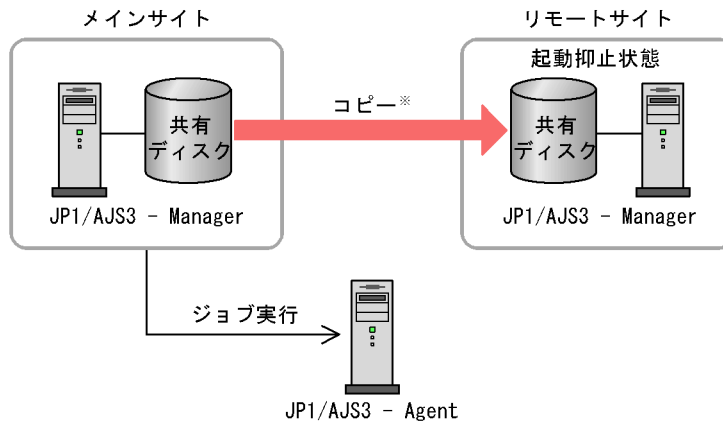 メインサイト
リモートサイト
起動抑止状態
コピー※
共有
ディスク
共有
ディスク
JP1/AJS3 - Manager
JP1/AJS3 - Manager
ジョブ実行
JP1/AJS3 - Agent